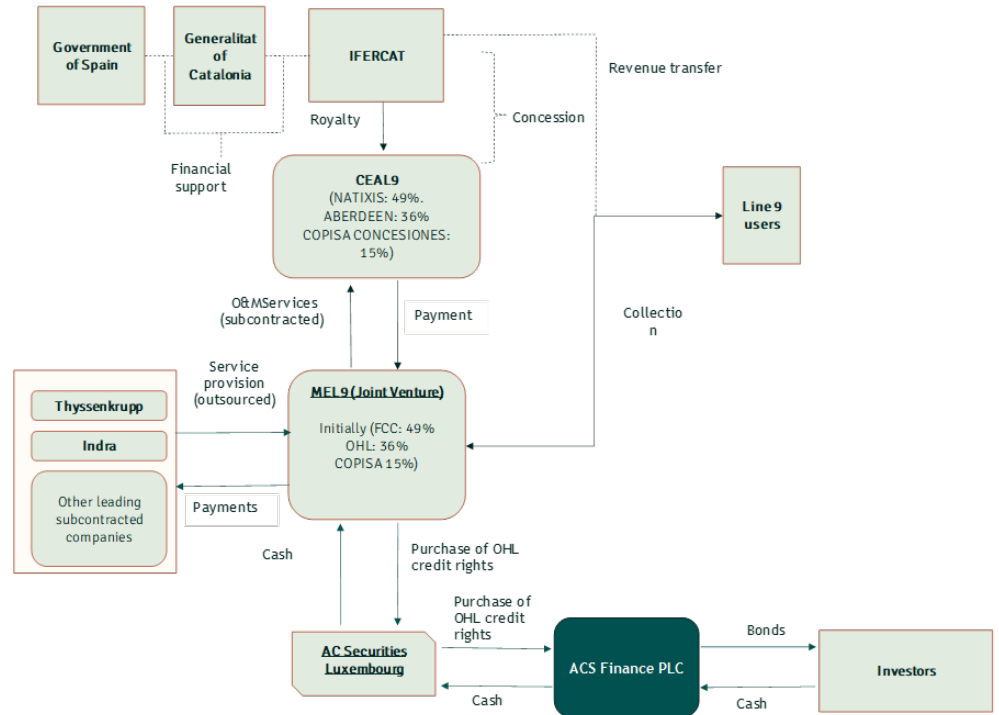 Government
of Spain
Generalitat
of
Catalonia
IFERCAT
Revenue transfer
Royalty
Concession
Financial
support
CEAL9
(NATIXIS: 49%.
ABERDEEN: 36%
COPISA CONCESIONES:
15%)
Line 9
users
O&MServices
(subcontracted)
Payment
Collectio
n
Service
provision
(outsourced)
MEL9 (Joint Venture)
Initially (FCC: 49%
OHL: 36%
COPISA 15%)
Thyssenkrupp
Indra
Other leading
subcontracted
companies
Payments
Cash
Purchase of OHL
credit rights
Purchase of
OHL credit
rights
AC Securities
Luxembourg
Cash
ACS Finance PLC
Bonds
Cash
Investors